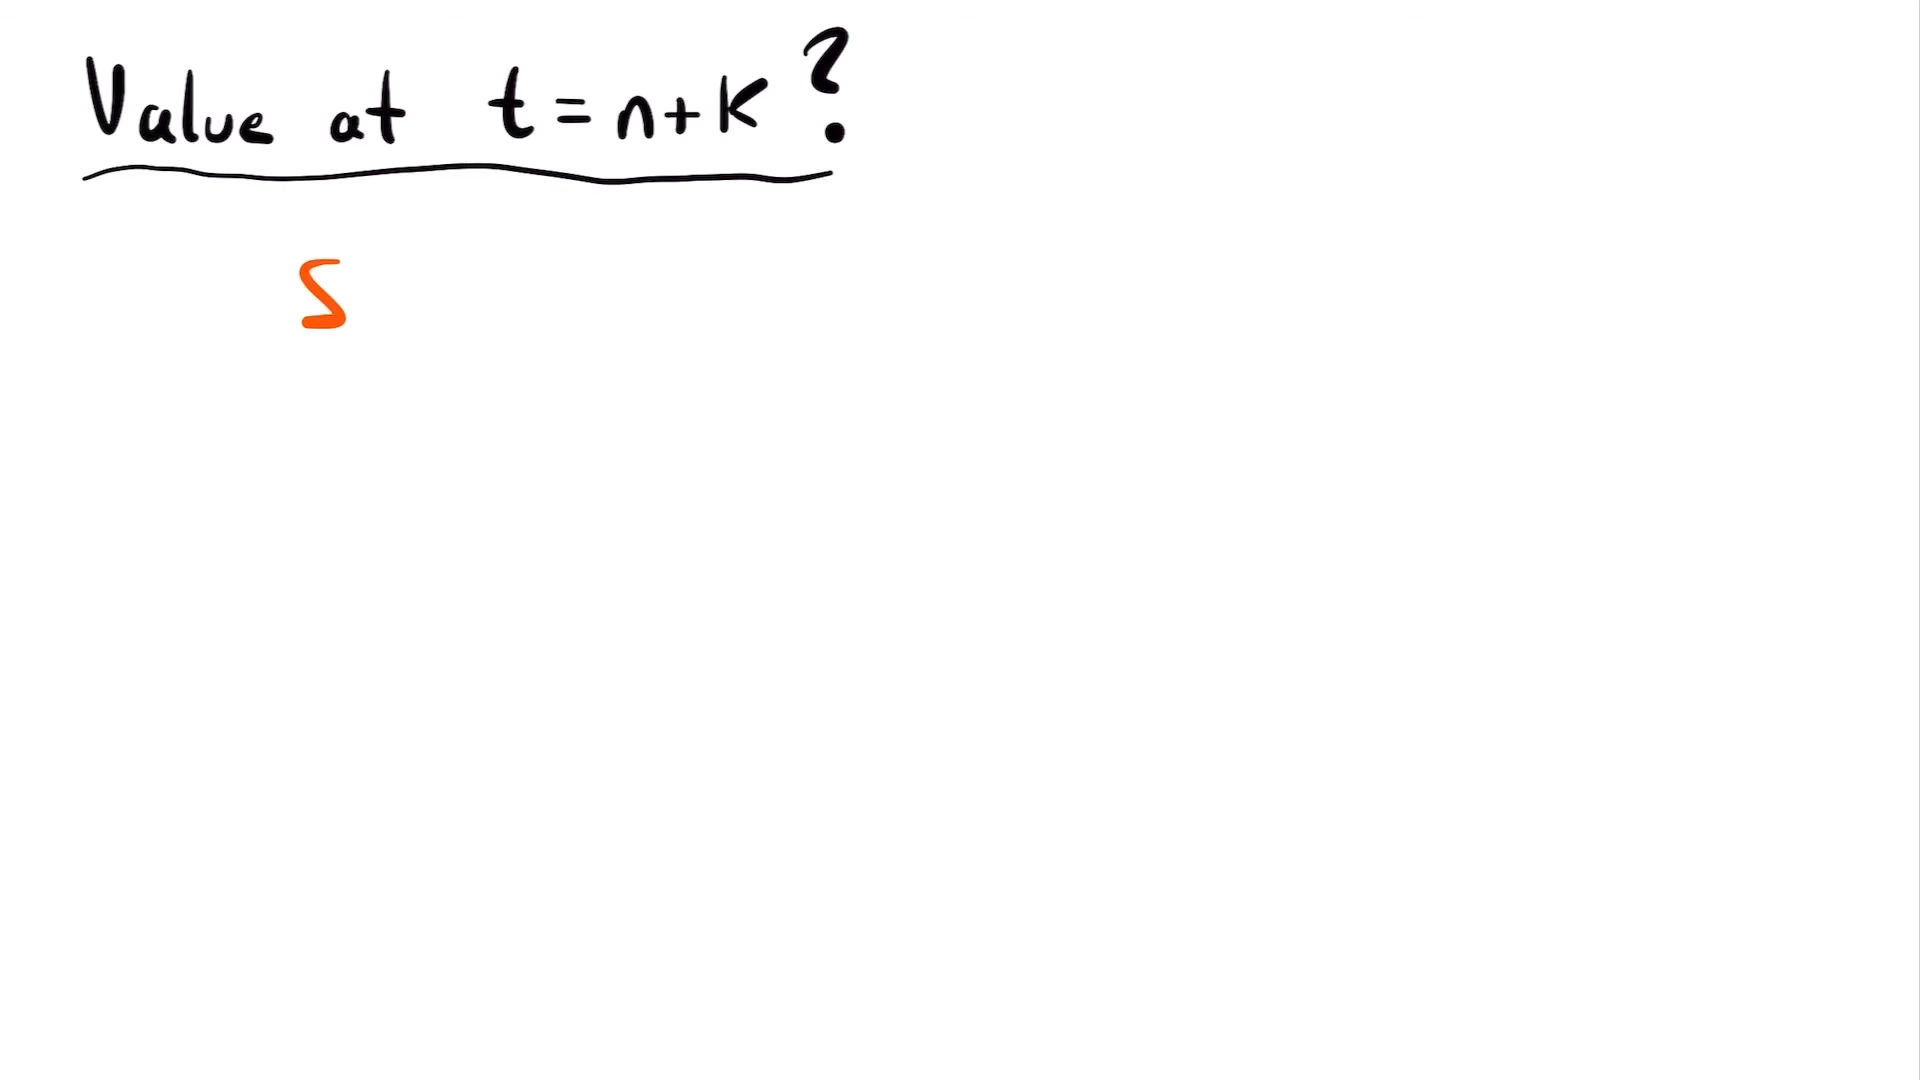 Value at t = n + k ?
S